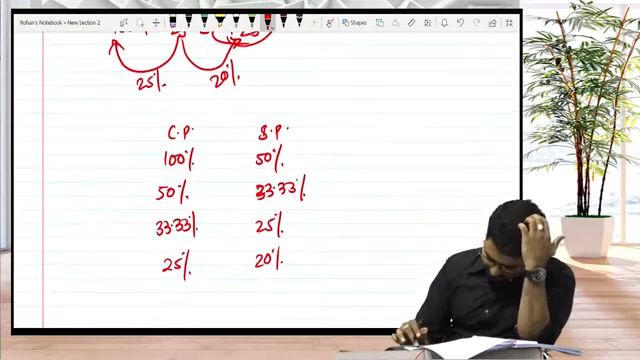 Rohan's Notebook • New Section 2
Shapes
25%
20%
C.P. S.P.
100% 50%
50% 33.33%
33.33% 25%
25% 20%